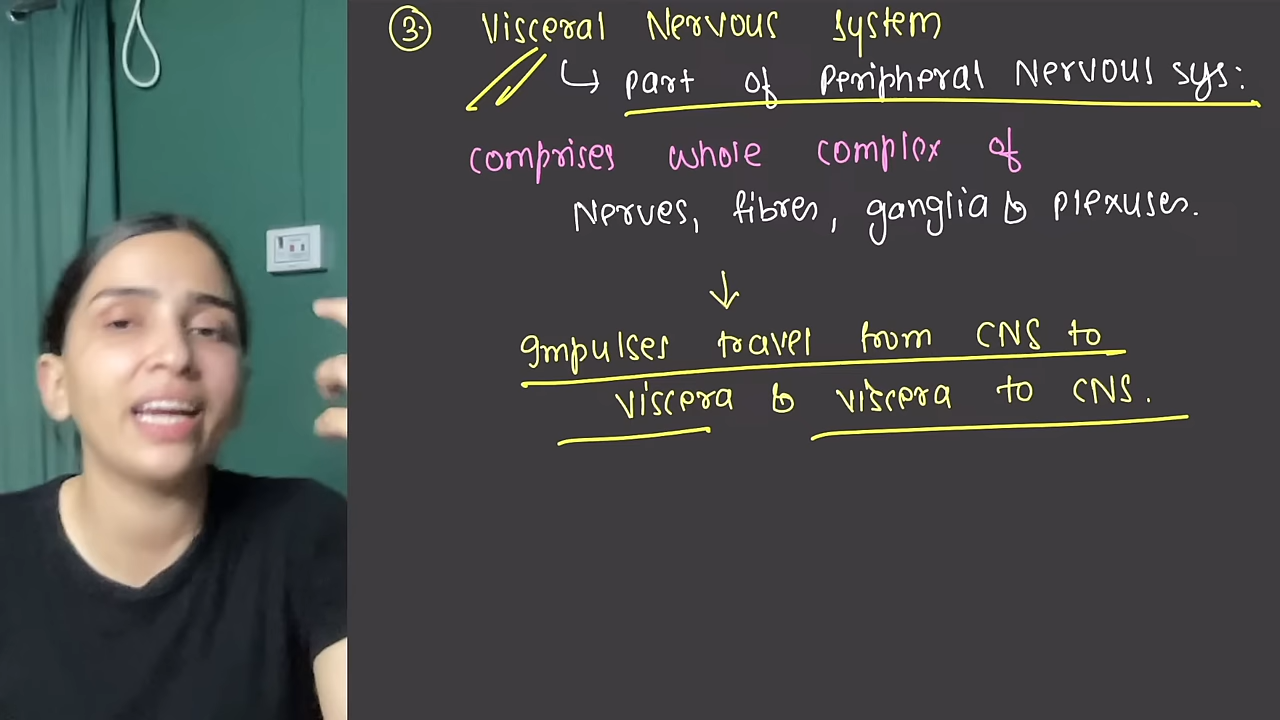 3. Visceral Nervous System
↳ part of Peripheral Nervous sys:
comprises whole complex of
Nerves, fibres, ganglia & plexuses.
↓
Impulses travel from CNS to
viscera & viscera to CNS.